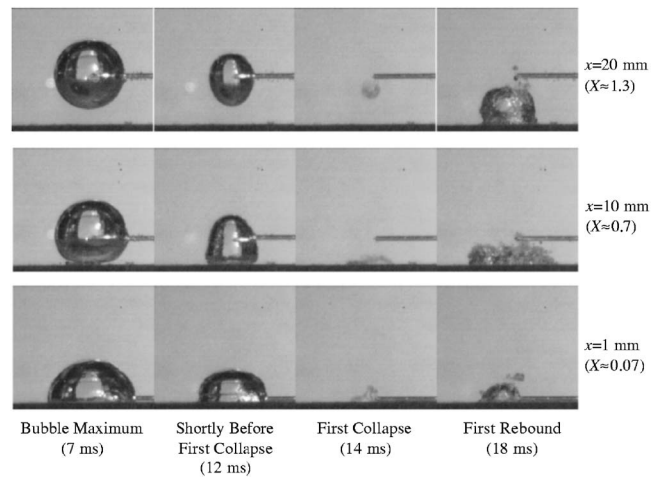 x=20 mm
(X≈1.3)
x=10 mm
(X≈0.7)
x=1 mm
(X≈0.07)
Bubble Maximum
(7 ms)
Shortly Before
First Collapse
(12 ms)
First Collapse
(14 ms)
First Rebound
(18 ms)